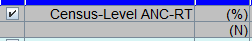 Census-Level ANC-RT (%)
(N)